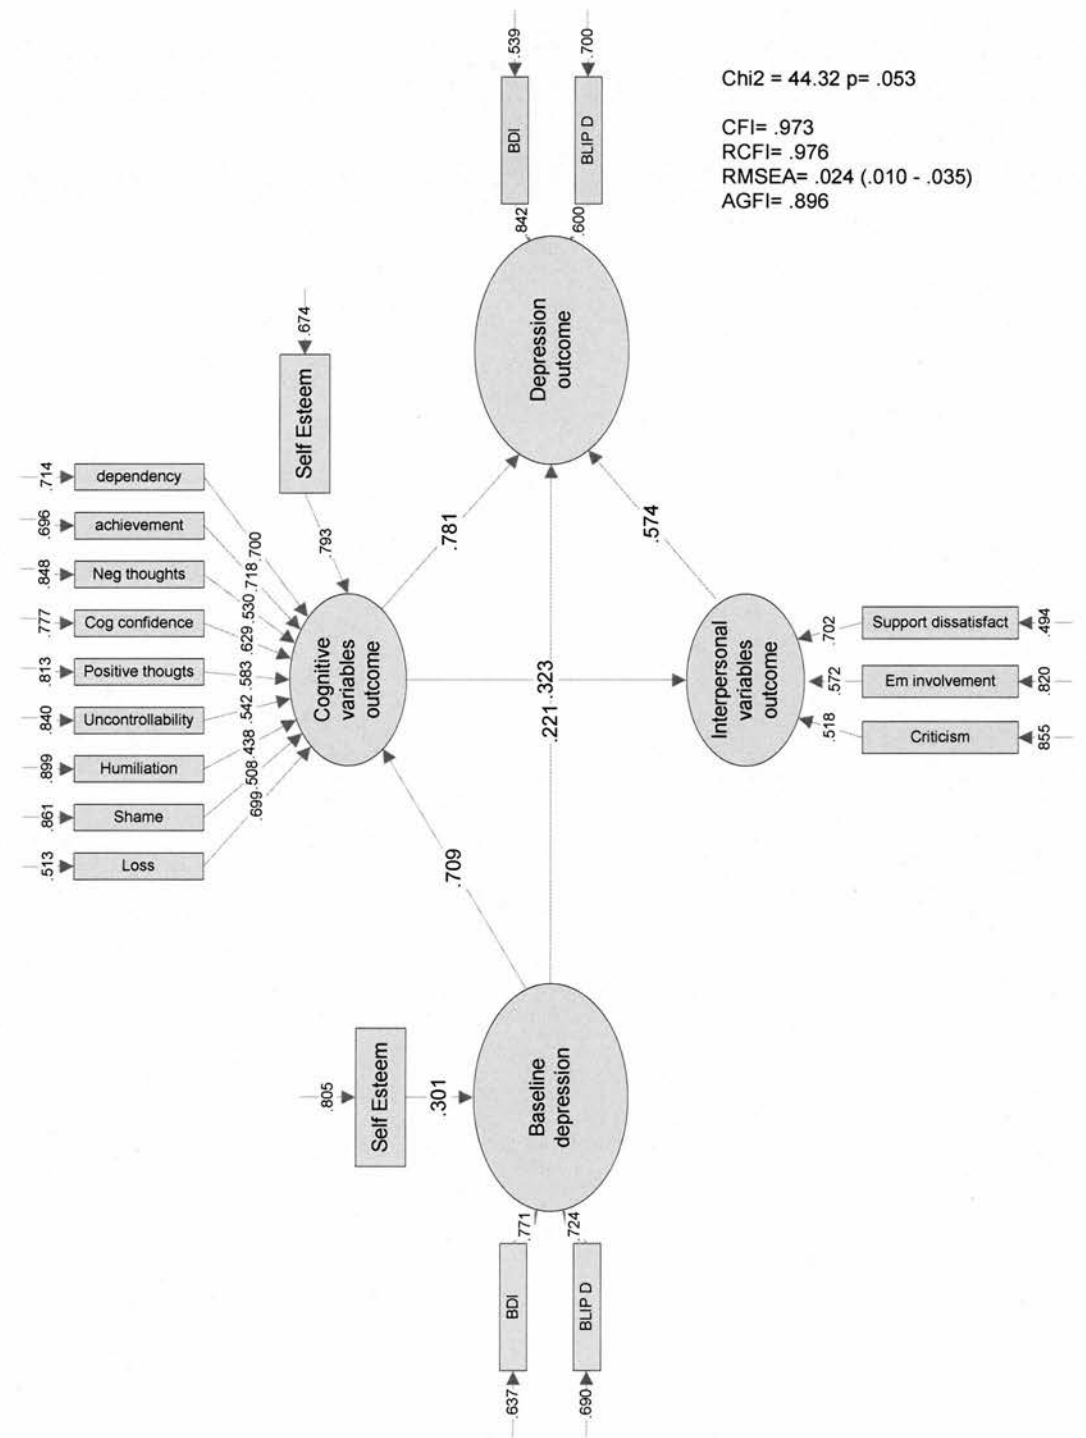 .539
.700
Chi2 = 44.32 p= .053
CFI= .973
RCFI= .976
RMSEA= .024 (.010 - .035)
AGFI= .896
BDI
BLIP D
842
.600
Depression
outcome
.674
Self Esteem
.793
.714
dependency
.700
.696
achievement
.718
.848
Neg thoughts
.530
.777
Cog confidence
.629
.813
Positive thougts
.583
.840
Uncontrollability
.542
.899
Humiliation
.438
.861
Shame
.508
.513
Loss
.699
Cognitive
variables
outcome
.781
.574
.323
.221
Interpersonal
variables
outcome
.702
Support dissatisfact
.494
.572
Em involvement
.820
.518
Criticism
855
.709
.805
Self Esteem
.301
Baseline
depression
.771
.724
BDI
BLIP D
.637
.690